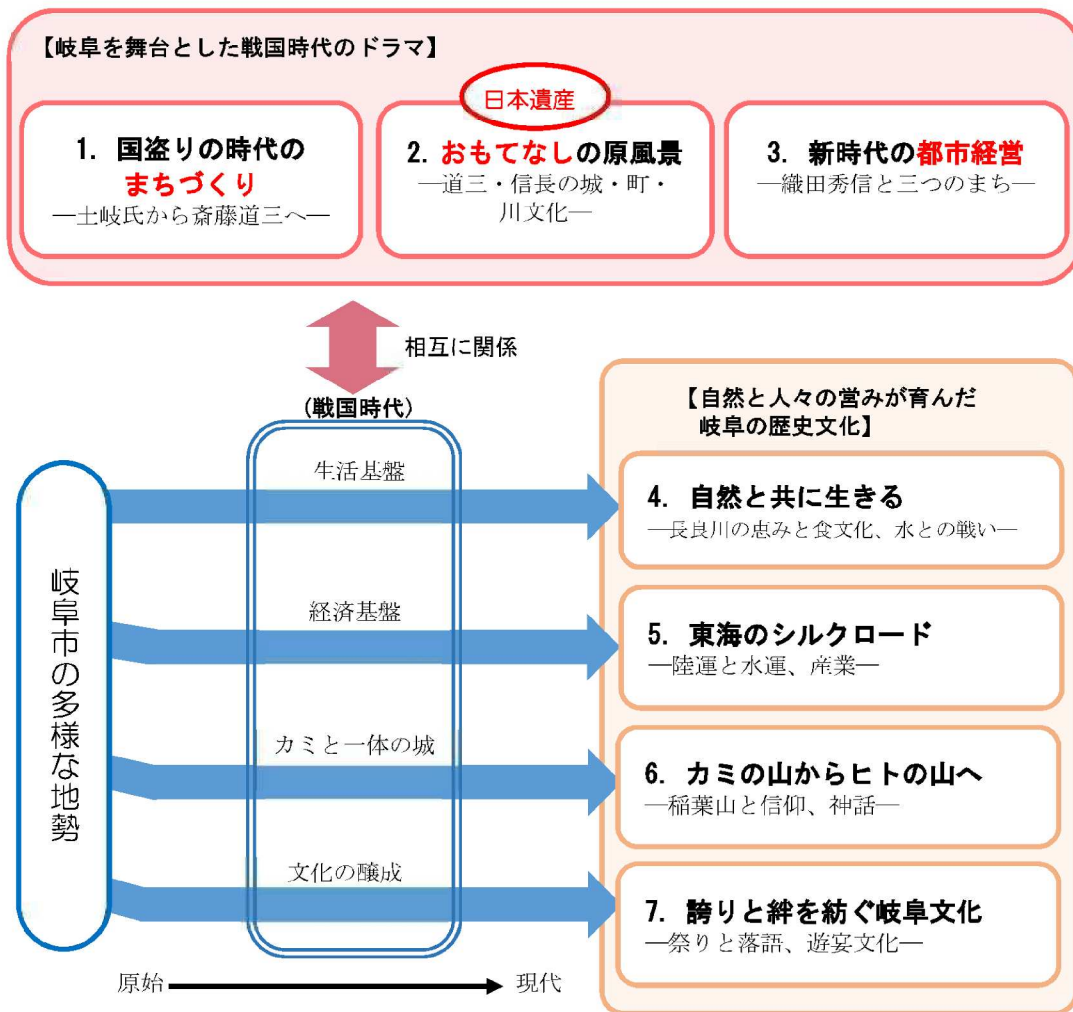 【岐阜を舞台とした戦国時代のドラマ】
日本遺産
1. 国盗りの時代の
まちづくり
―土岐氏から斎藤道三へ―
2. おもてなしの原風景
―道三・信長の城・町・
川文化―
3. 新時代の都市経営
―織田秀信と三つのまち―
相互に関係
(戦国時代)
【自然と人々の営みが育んだ
岐阜の歴史文化】
岐阜市の多様な地勢
生活基盤
4. 自然と共に生きる
―長良川の恵みと食文化、水との戦い―
経済基盤
5. 東海のシルクロード
―陸運と水運、産業―
カミと一体の城
6. カミの山からヒトの山へ
―稲葉山と信仰、神話―
文化の醸成
7. 誇りと絆を紡ぐ岐阜文化
―祭りと落語、遊宴文化―
原始
現代